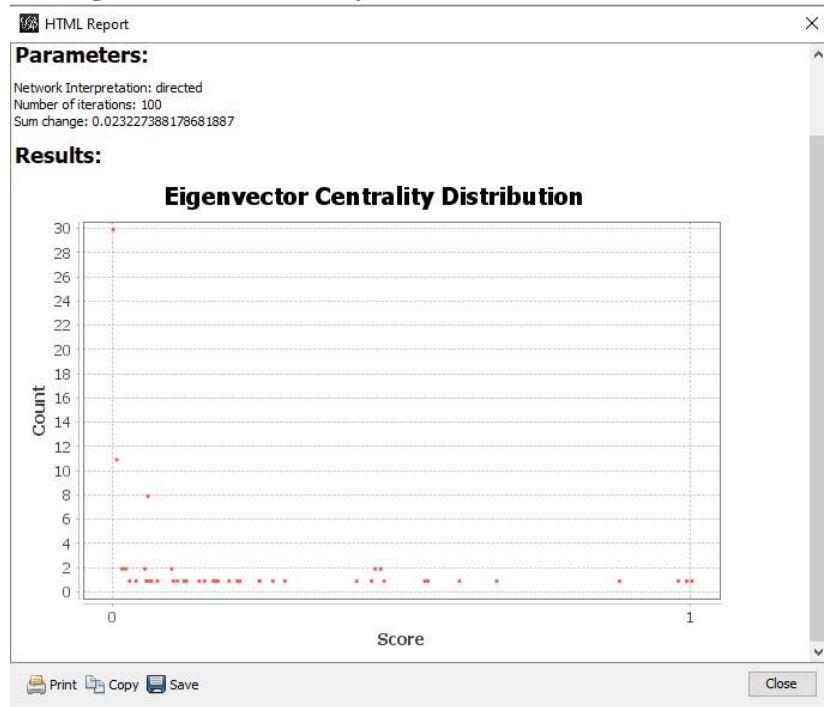 HTML Report
Parameters:
Network Interpretation: directed
Number of iterations: 100
Sum change: 0.023227388178681887
Results:
Eigenvector Centrality Distribution
30
28
26
24
22
20
18
16
14
12
10
8
6
4
2
0
Count
0 1
Score
Print Copy Save Close